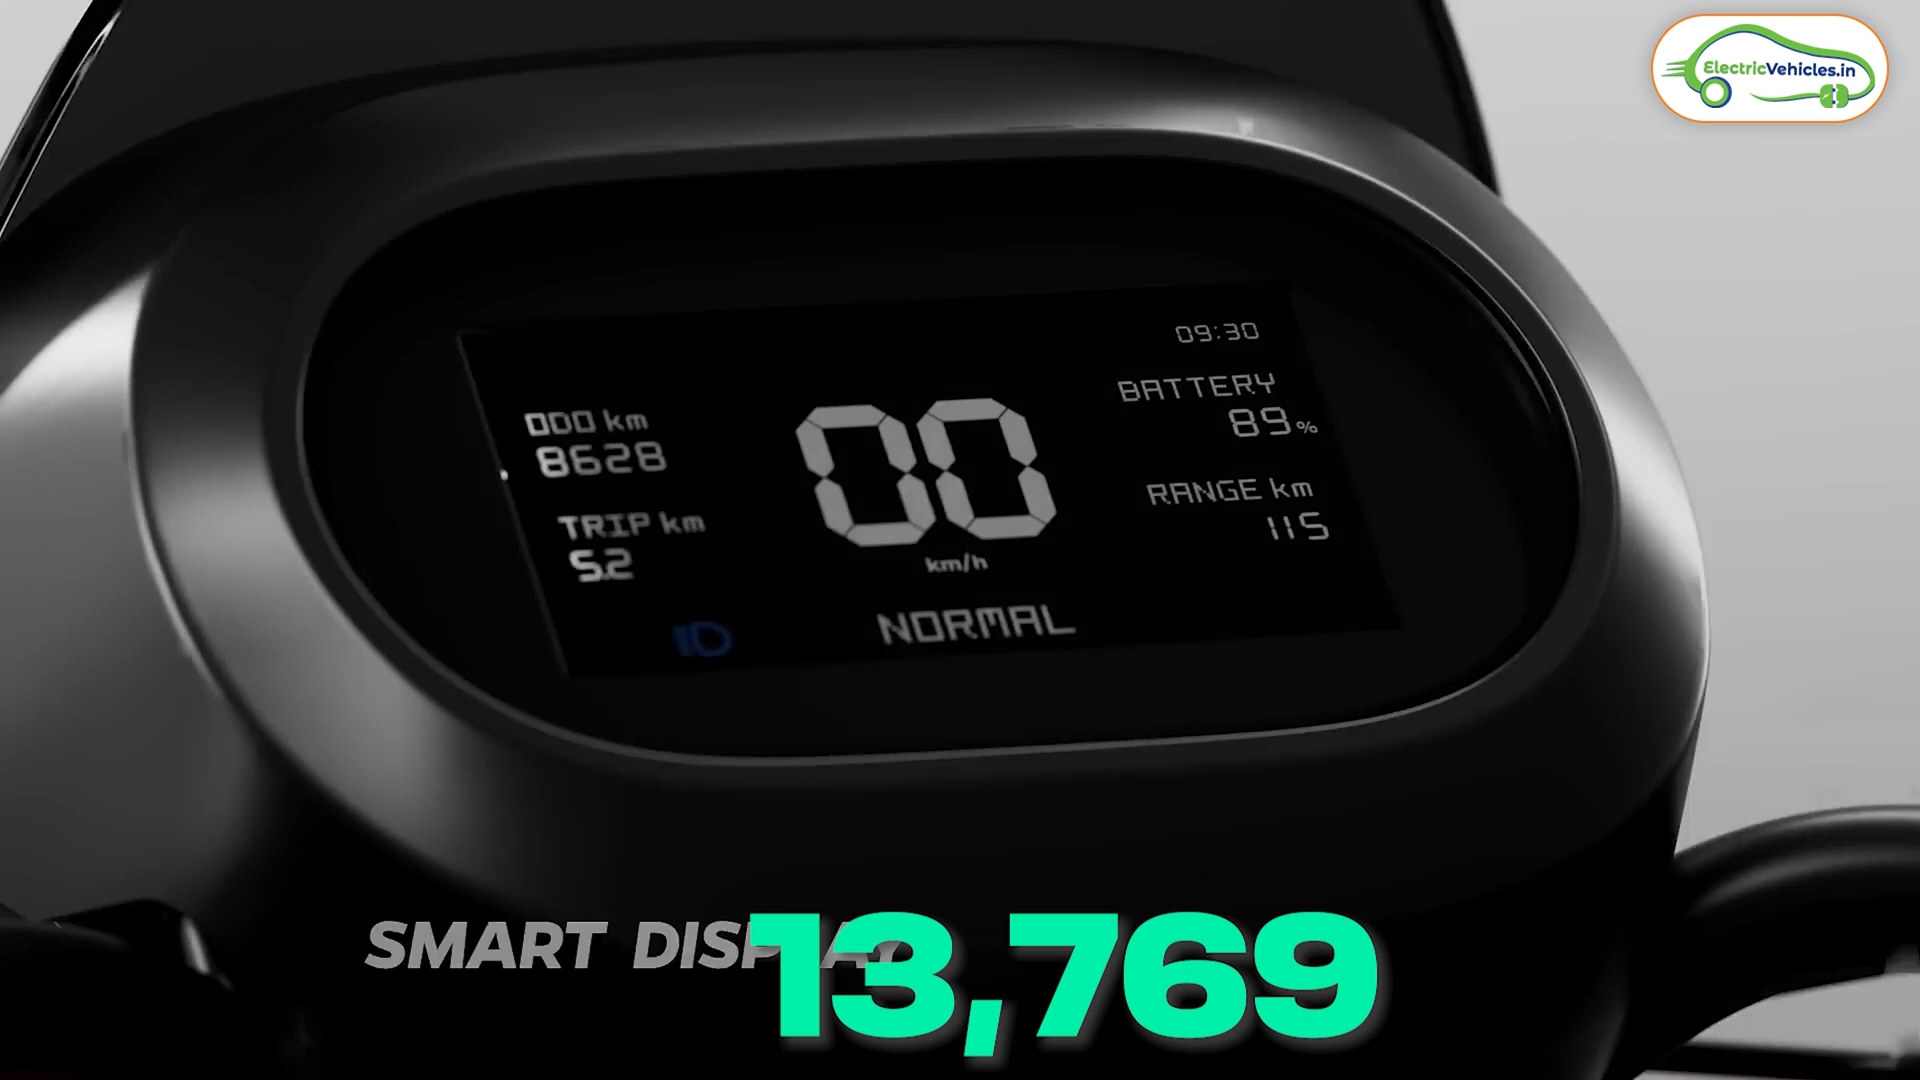 ElectricVehicles.in
09:30
BATTERY
89%
ODO km
8628
RANGE km
115
TRIP km
5.2
00
km/h
NORMAL
SMART DISPLAY
13,769